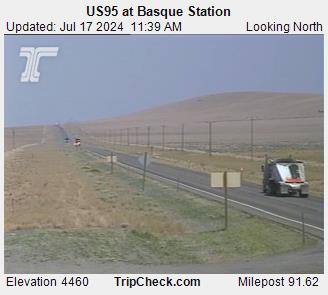 US95 at Basque Station
Updated: Jul 17 2024 11:39 AM Looking North
Elevation 4460 TripCheck.com Milepost 91.62